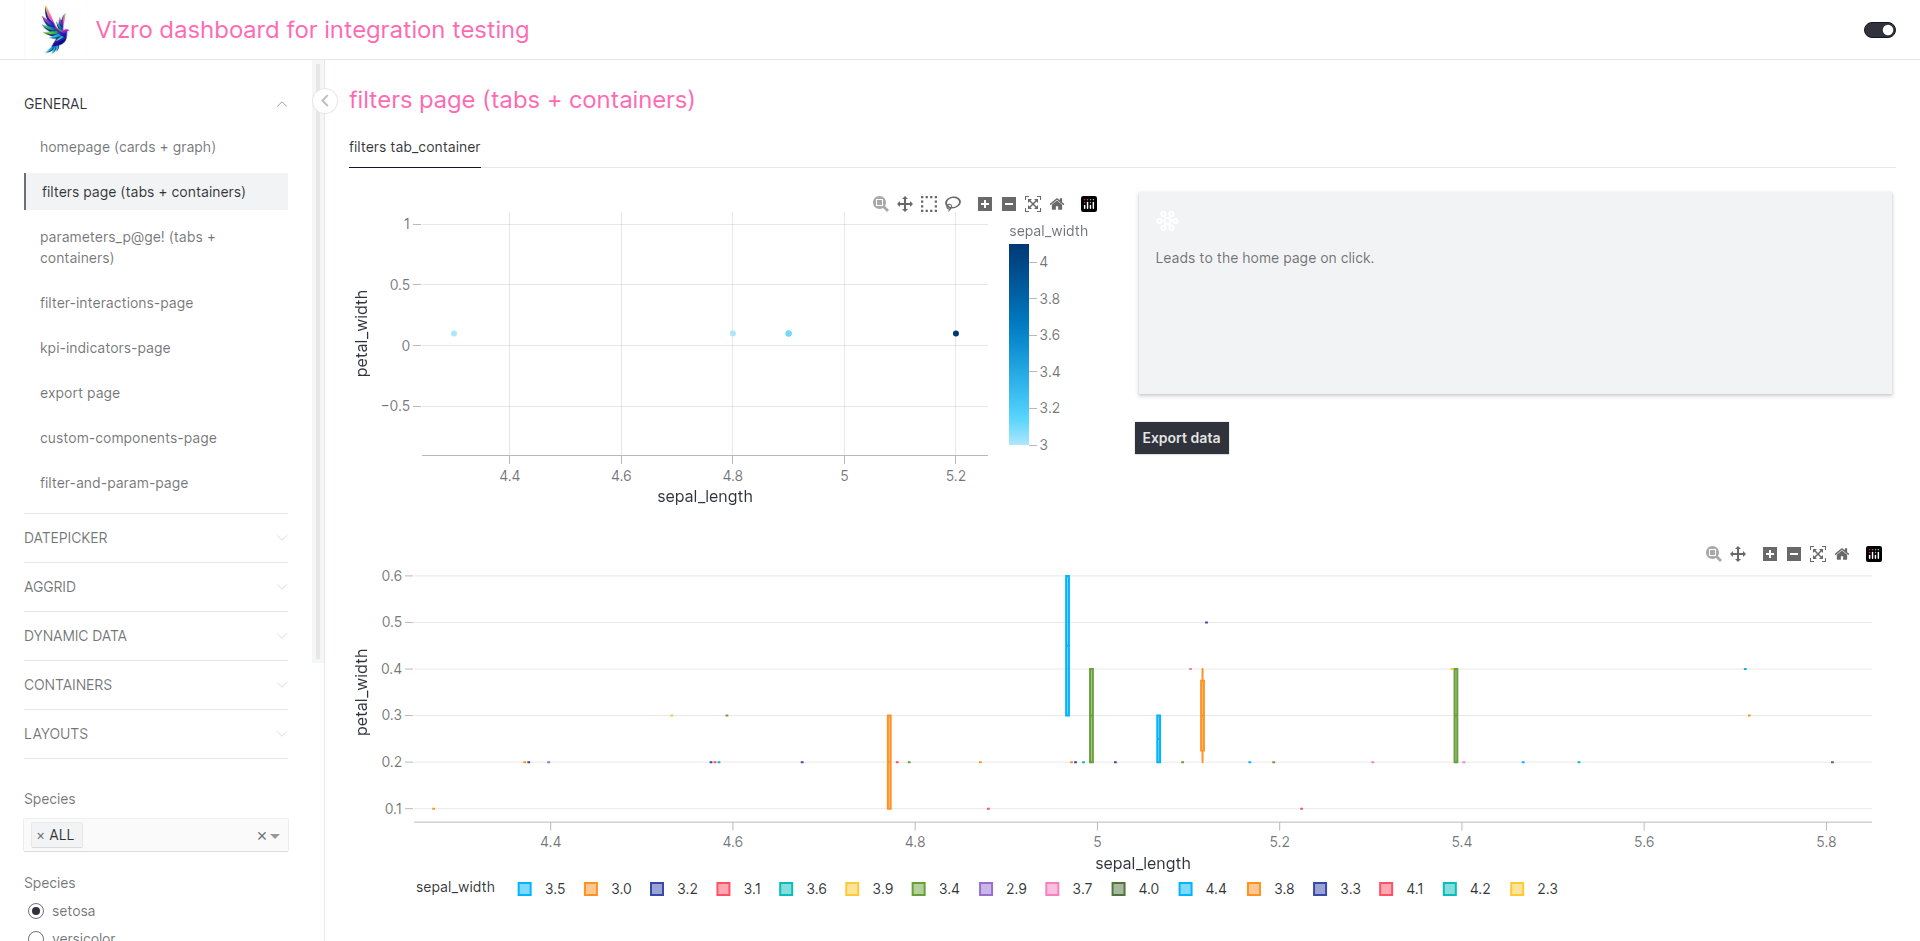 Vizro dashboard for integration testing
GENERAL
homepage (cards + graph)
filters page (tabs + containers)
parameters_p@ge! (tabs +
containers)
filter-interactions-page
kpi-indicators-page
export page
custom-components-page
filter-and-param-page
DATEPICKER
AGGRID
DYNAMIC DATA
CONTAINERS
LAYOUTS
Species
× ALL
Species
setosa
versicolor
filters page (tabs + containers)
filters tab_container
1
0.5
0
−0.5
petal_width
4.4 4.6 4.8 5 5.2
sepal_length
sepal_width
4
3.8
3.6
3.4
3.2
3
Leads to the home page on click.
Export data
0.6
0.5
0.4
0.3
0.2
0.1
petal_width
4.4 4.6 4.8 5 5.2 5.4 5.6 5.8
sepal_length
sepal_width 3.5 3.0 3.2 3.1 3.6 3.9 3.4 2.9 3.7 4.0 4.4 3.8 3.3 4.1 4.2 2.3